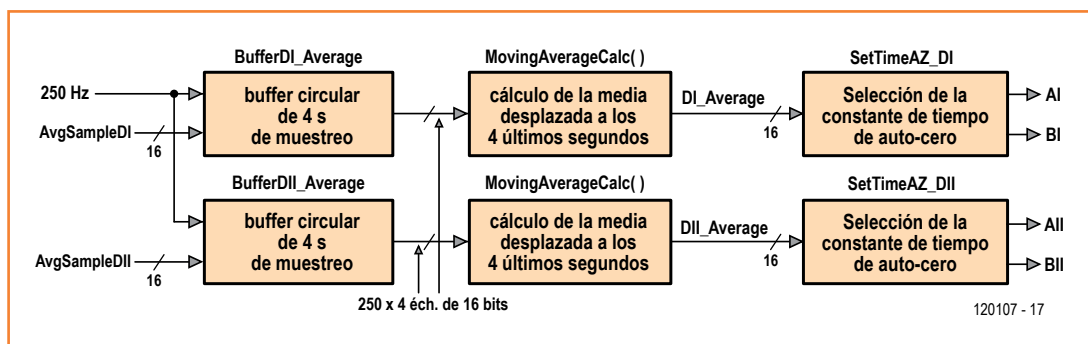 BufferDI_Average
MovingAverageCalc( )
SetTimeAZ_DI
250 Hz
AvgSampleDI
16
buffer circular
de 4 s
de muestreo
cálculo de la media
desplazada a los
4 últimos segundos
DI_Average
16
Selección de la
constante de tiempo
de auto-cero
AI
BI
BufferDII_Average
MovingAverageCalc( )
SetTimeAZ_DII
AvgSampleDII
16
buffer circular
de 4 s
de muestreo
cálculo de la media
desplazada a los
4 últimos segundos
DII_Average
16
Selección de la
constante de tiempo
de auto-cero
AII
BII
250 x 4 éch. de 16 bits
120107 - 17